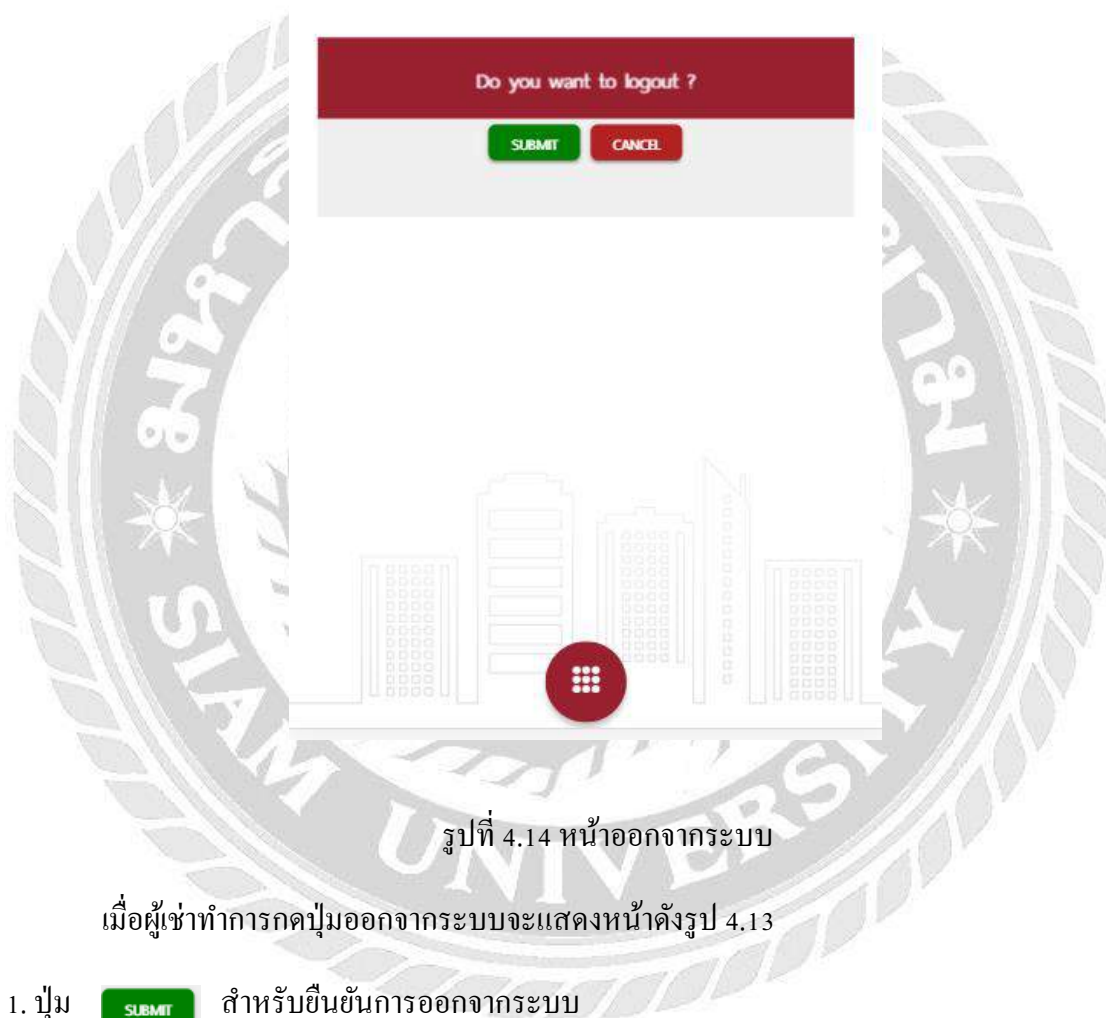 Do you want to logout ?
SUBMIT CANCEL
รูปที่ 4.14 หน้าออกจากระบบ
เมื่อผู้เช่าทำการกดปุ่มออกจากระบบจะแสดงหน้าดังรูป 4.13
1. ปุ่ม SUBMIT สำหรับยืนยันการออกจากระบบ
SIAM UNIVERSITY